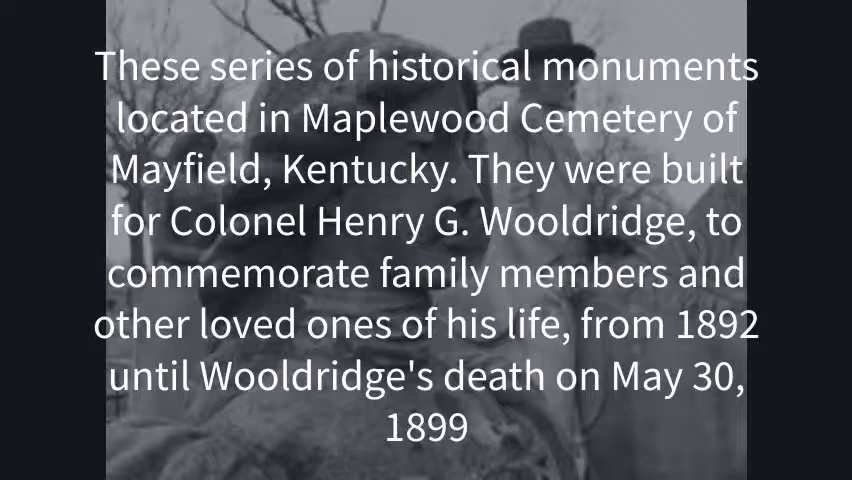 These series of historical monuments
located in Maplewood Cemetery of
Mayfield, Kentucky. They were built
for Colonel Henry G. Wooldridge, to
commemorate family members and
other loved ones of his life, from 1892
until Wooldridge's death on May 30,
1899